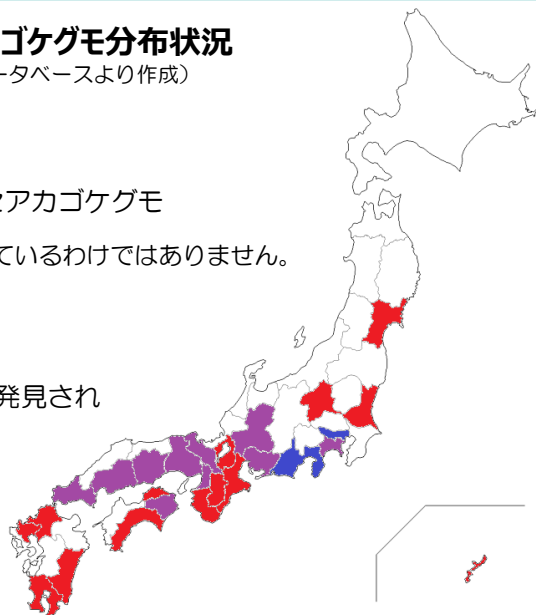 ゴケグモ分布状況
ータベースより作成）
アカゴケグモ
ているわけではありません。
発見され